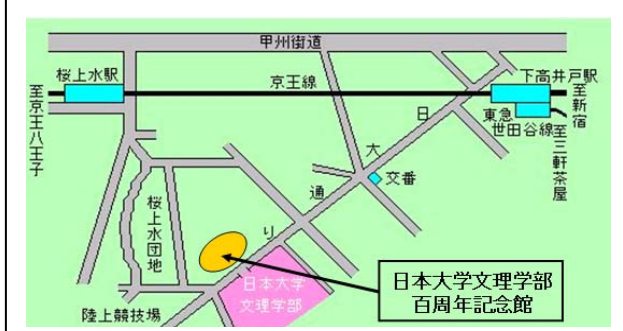 甲州街道
桜上水駅
京王線
下高井戸駅
至京王八王子
至新宿
東急
世田谷線
至三軒茶屋
日大通り
交番
桜上水団地
日本大学
文理学部
日本大学文理学部
百周年記念館
陸上競技場